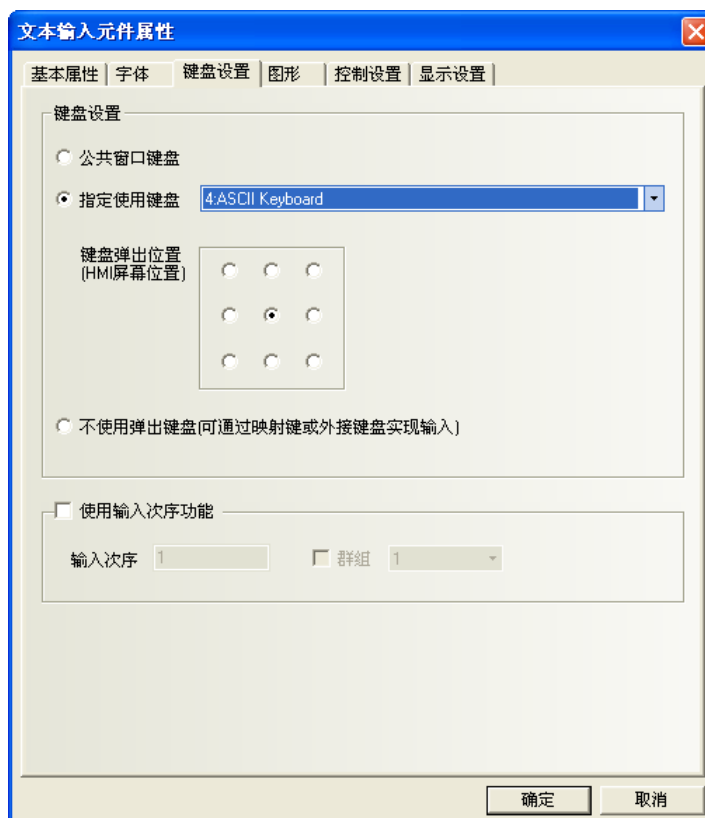 文本输入元件属性
基本属性 字体 键盘设置 图形 控制设置 显示设置
键盘设置
公共窗口键盘
指定使用键盘 4:ASCII Keyboard
键盘弹出位置
(HMI屏幕位置)
不使用弹出键盘(可通过映射键或外接键盘实现输入)
使用输入次序功能
输入次序 1 群组 1
确定 取消